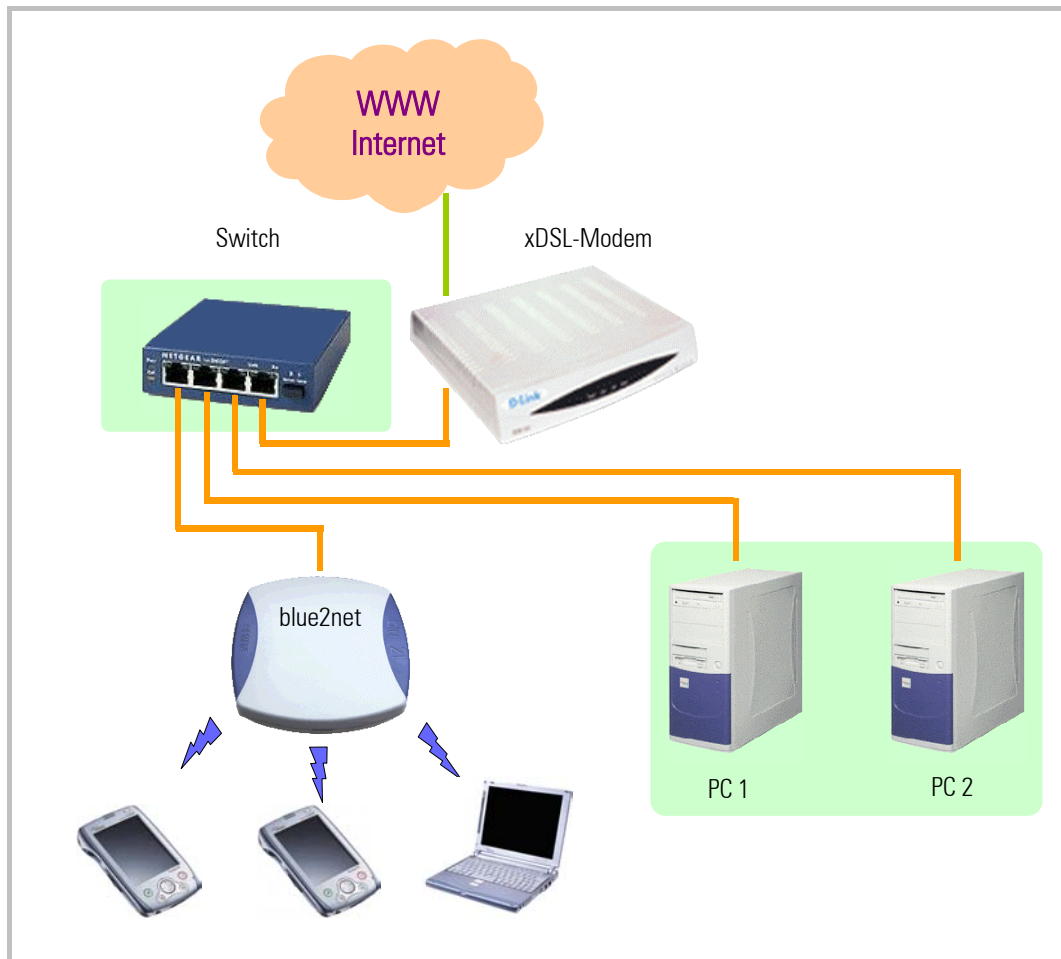 WWW
Internet
Switch
xDSL-Modem
NETGEAR
D-Link
blue2net
PC 1
PC 2